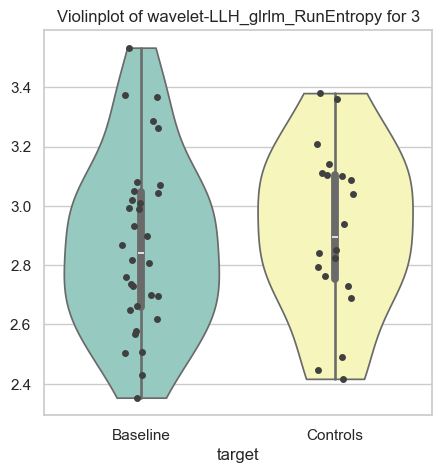 Violinplot of wavelet-LLH_glrlm_RunEntropy for 3
3.4
3.2
3.0
2.8
2.6
2.4
Baseline Controls
target